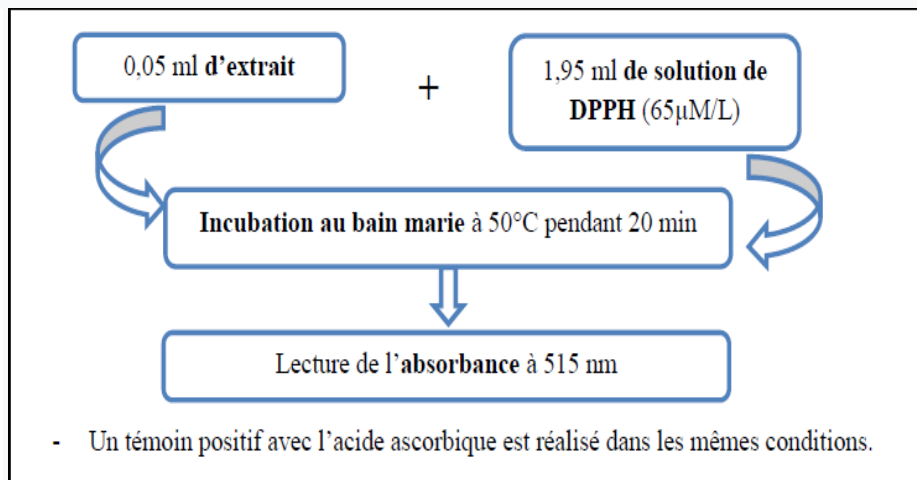 0,05 ml d’extrait
+
1,95 ml de solution de
DPPH (65µM/L)
Incubation au bain marie à 50°C pendant 20 min
Lecture de l’absorbance à 515 nm
- Un témoin positif avec l’acide ascorbique est réalisé dans les mêmes conditions.